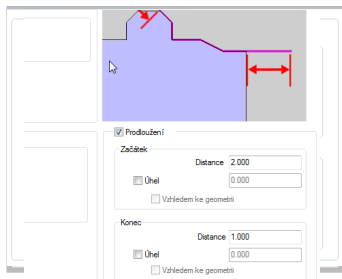 Prodloužení
Začátek
Distance 2.000
Úhel 0.000
Vzhledem ke geometrii
Konec
Distance 1.000
Úhel 0.000
Vzhledem ke geometrii